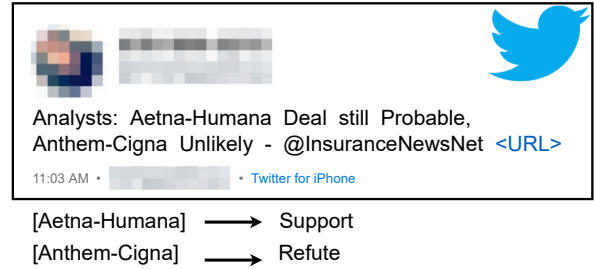 Analysts: Aetna-Humana Deal still Probable,
Anthem-Cigna Unlikely - @InsuranceNewsNet <URL>
11:03 AM • • Twitter for iPhone
[Aetna-Humana] ⟶ Support
[Anthem-Cigna] ⟶ Refute